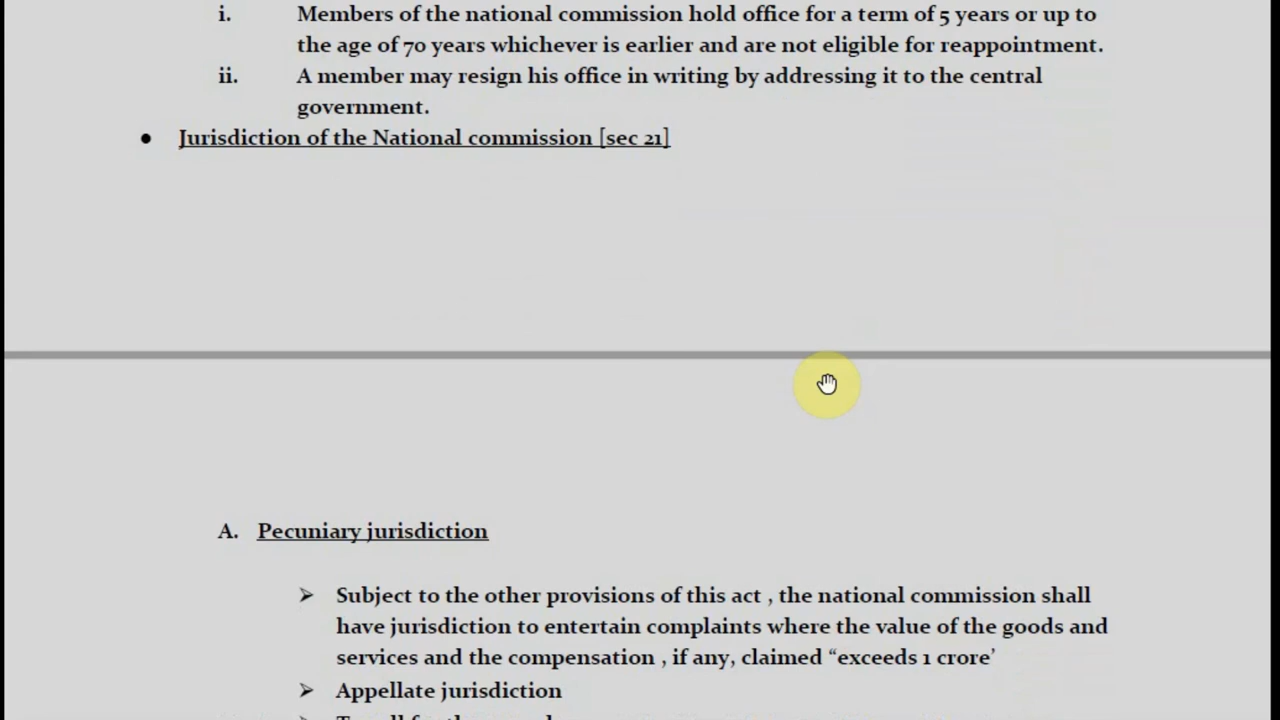 i. Members of the national commission hold office for a term of 5 years or up to
the age of 70 years whichever is earlier and are not eligible for reappointment.
ii. A member may resign his office in writing by addressing it to the central
government.
● Jurisdiction of the National commission [sec 21]
A. Pecuniary jurisdiction
➢ Subject to the other provisions of this act , the national commission shall
have jurisdiction to entertain complaints where the value of the goods and
services and the compensation , if any, claimed “exceeds 1 crore’
➢ Appellate jurisdiction